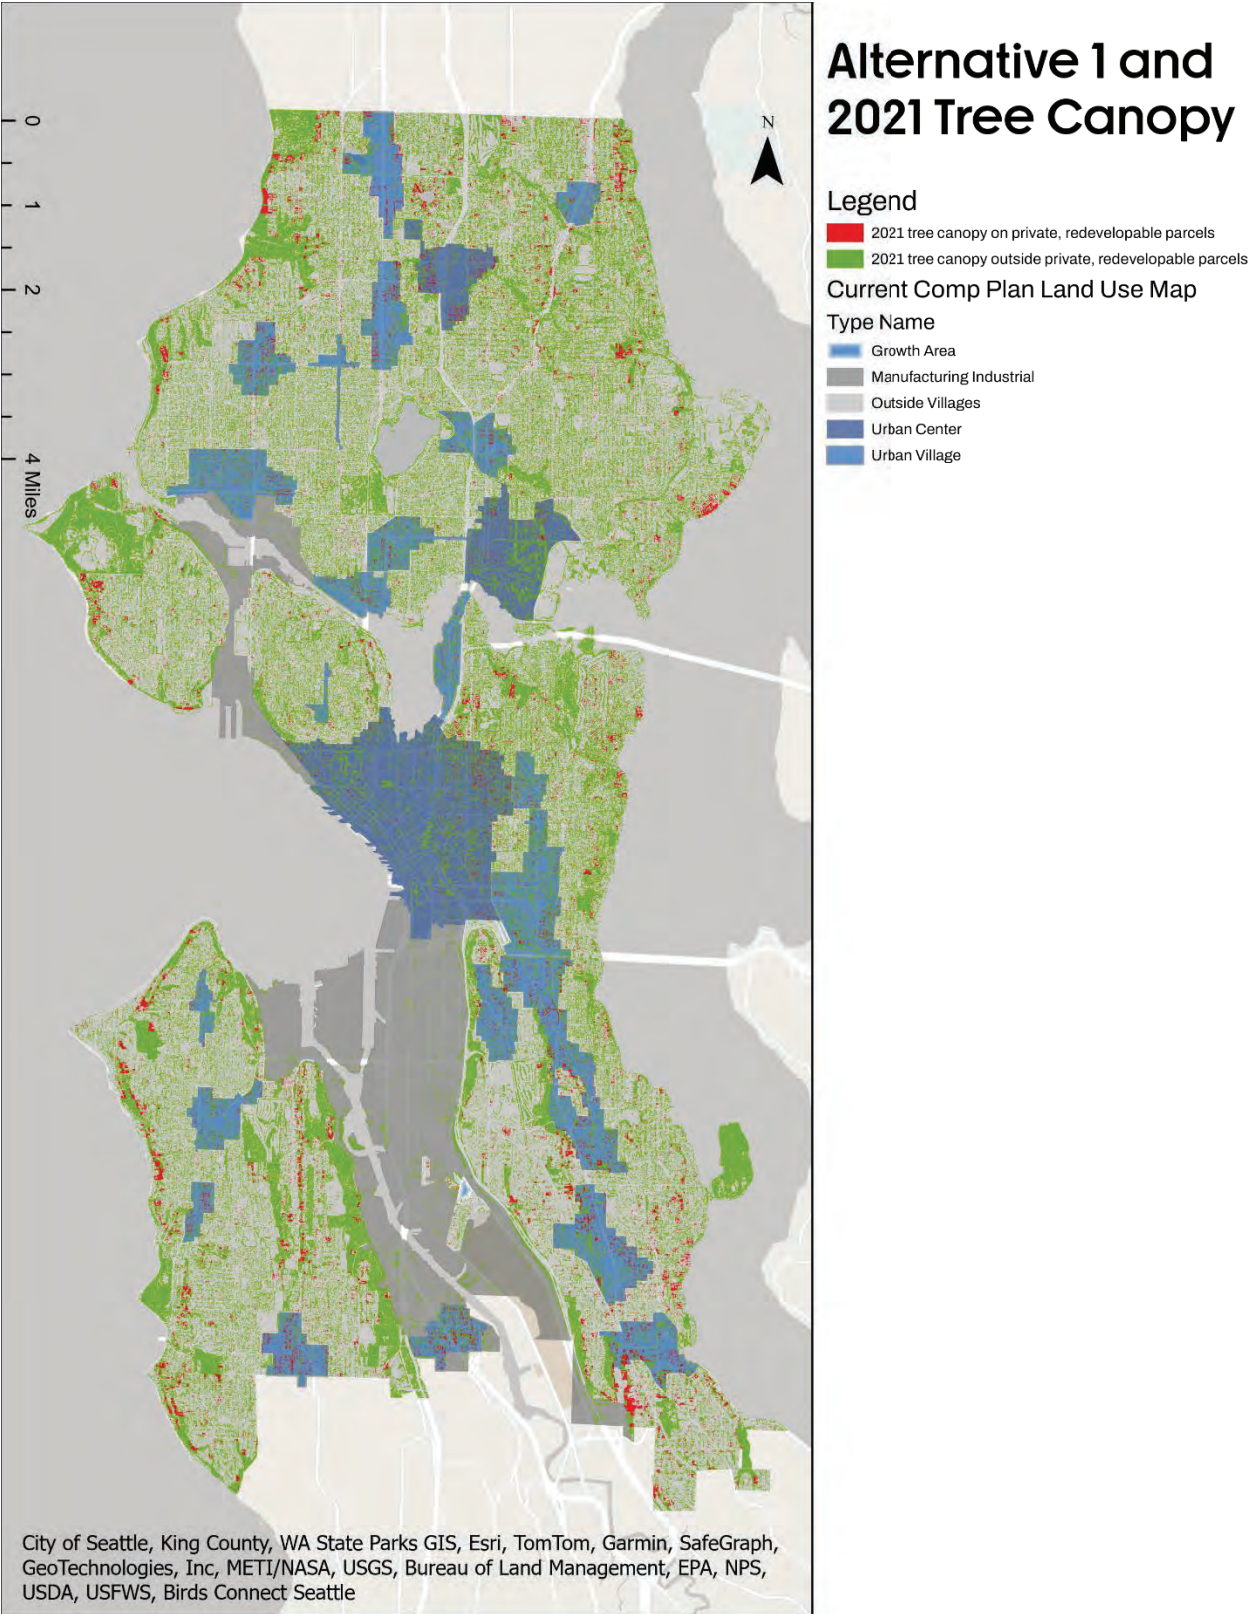 Alternative 1 and
2021 Tree Canopy
N
Legend
2021 tree canopy on private, redevelopable parcels
2021 tree canopy outside private, redevelopable parcels
Current Comp Plan Land Use Map
Type Name
Growth Area
Manufacturing Industrial
Outside Villages
Urban Center
Urban Village
0
1
2
4 Miles
City of Seattle, King County, WA State Parks GIS, Esri, TomTom, Garmin, SafeGraph,
GeoTechnologies, Inc, METI/NASA, USGS, Bureau of Land Management, EPA, NPS,
USDA, USFWS, Birds Connect Seattle